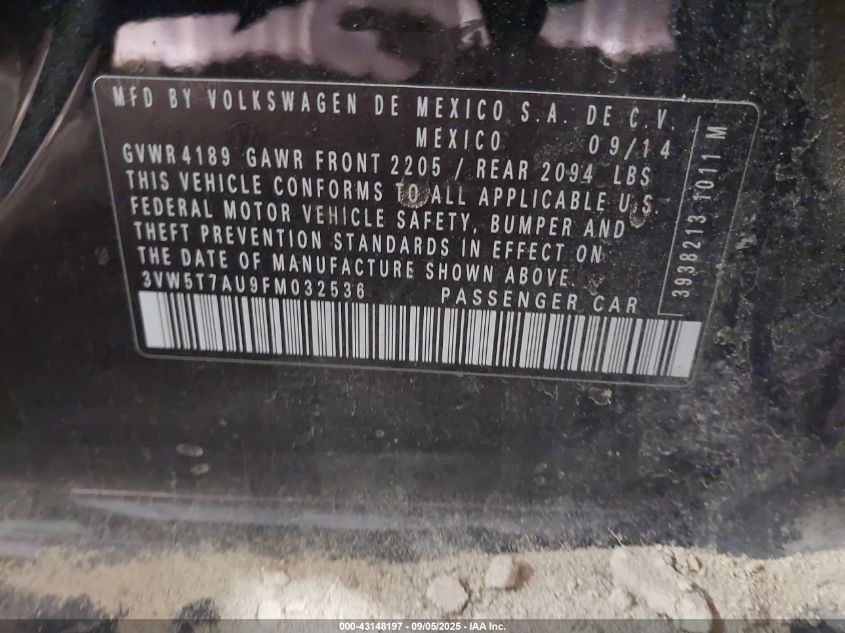 MFD BY VOLKSWAGEN DE MEXICO S.A. DE C.V.
MEXICO 09/14
GVWR 4189 GAWR FRONT 2205 / REAR 2094 LBS
THIS VEHICLE CONFORMS TO ALL APPLICABLE U.S.
FEDERAL MOTOR VEHICLE SAFETY, BUMPER AND
THEFT PREVENTION STANDARDS IN EFFECT ON
THE DATE OF MANUFACTURE SHOWN ABOVE.
3VW5T7AU9FM032536 PASSENGER CAR
3938213 1011 M
000-43148197 - 09/05/2025 - IAA Inc.